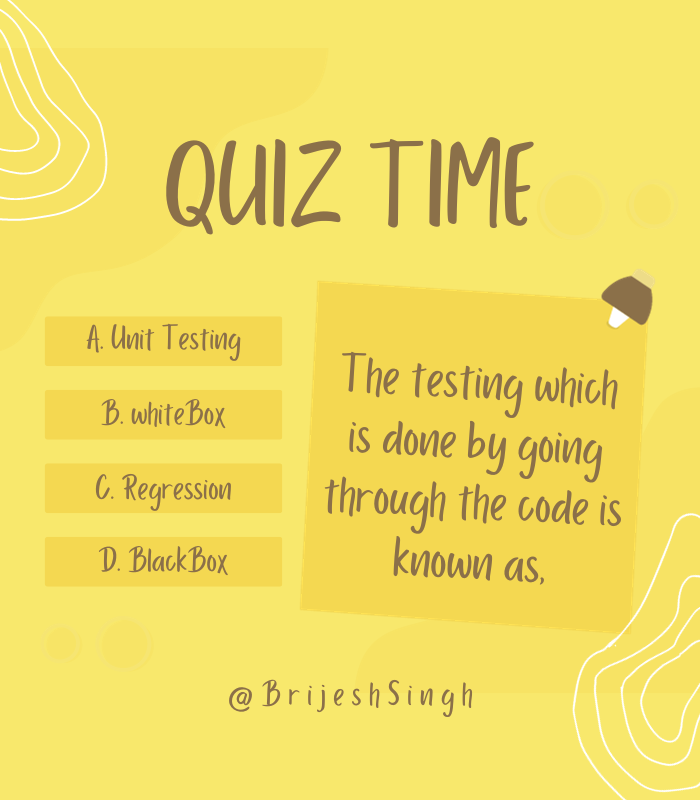 QUIZ TIME
A. Unit Testing
B. whiteBox
C. Regression
D. BlackBox
The testing which
is done by going
through the code is
known as,
@BrijeshSingh